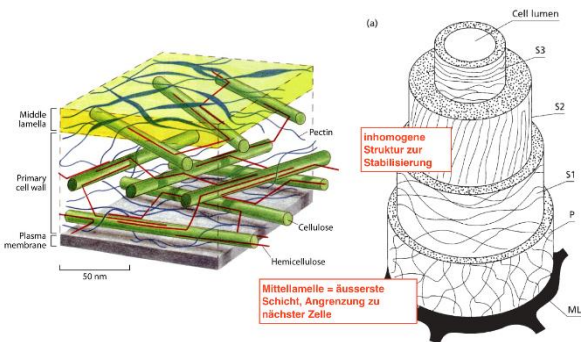 Middle
lamella
Primary
cell wall
Plasma
membrane
50 nm
Pectin
Cellulose
Hemicellulose
(a)
Cell lumen
S3
S2
S1
P
ML
inhomogene
Struktur zur
Stabilisierung
Mittellamelle = äusserste
Schicht, Angrenzung zu
nächster Zelle